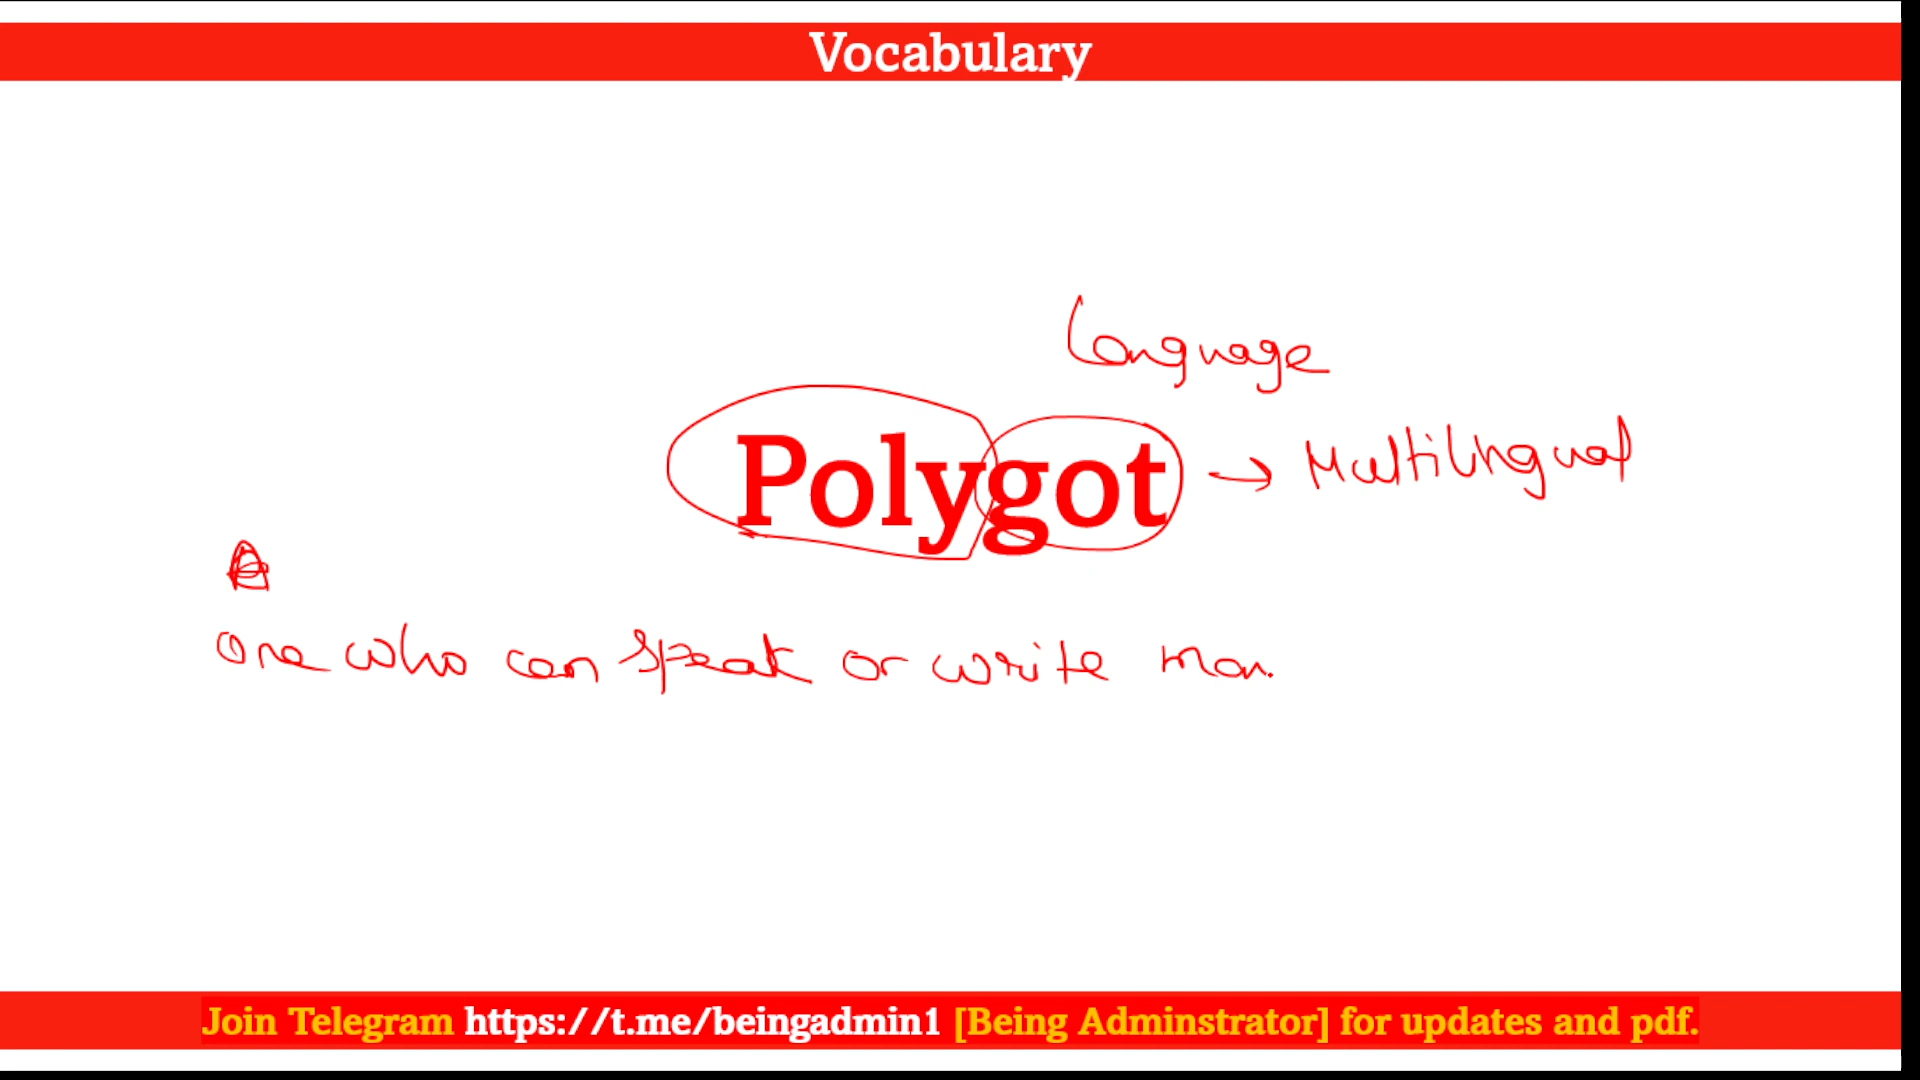 Vocabulary
Language
Polygot → Multilingual
One who can speak or write man
Join Telegram https://t.me/beingadmin1 [Being Adminstrator] for updates and pdf.